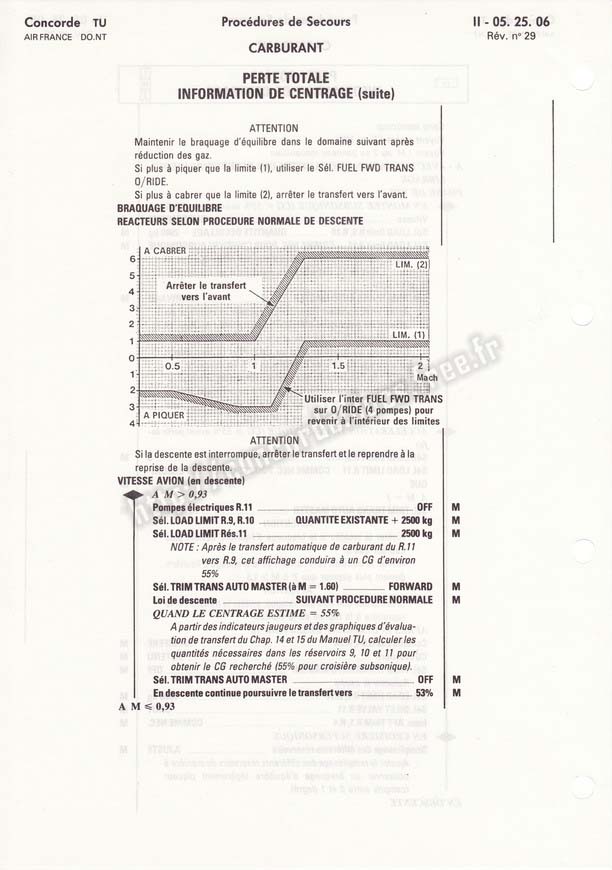 Concorde TU
Procédures de Secours
II - 05. 25. 06
AIR FRANCE DO.NT
Rév. n° 29
CARBURANT
PERTE TOTALE
INFORMATION DE CENTRAGE (suite)
ATTENTION
Maintenir le braquage d'équilibre dans le domaine suivant après
réduction des gaz.
Si plus à piquer que la limite (1), utiliser le Sél. FUEL FWD TRANS
O/RIDE.
Si plus à cabrer que la limite (2), arrêter le transfert vers l'avant.
BRAQUAGE D'EQUILIBRE
REACTEURS SELON PROCEDURE NORMALE DE DESCENTE
A CABRER
6
LIM. (2)
5
Arrêter le transfert
vers l'avant
4
3
2
LIM. (1)
1
0
0.5
1
1.5
2
Mach
1
2
3
A PIQUER
4
Utiliser l'inter FUEL FWD TRANS
sur O/RIDE (4 pompes) pour
revenir à l'intérieur des limites
ATTENTION
Si la descente est interrompue, arrêter le transfert et le reprendre à la
reprise de la descente.
VITESSE AVION (en descente)
A M > 0,93
Pompes électriques R.11 OFF M
Sél. LOAD LIMIT R.9, R.10 QUANTITE EXISTANTE + 2500 kg M
Sél. LOAD LIMIT Rés.11 2500 kg M
NOTE : Après le transfert automatique de carburant du R.11
vers R.9, cet affichage conduira à un CG d'environ
55%
Sél. TRIM TRANS AUTO MASTER (à M = 1.60) FORWARD M
Loi de descente SUIVANT PROCEDURE NORMALE M
QUAND LE CENTRAGE ESTIME = 55%
A partir des indicateurs jaugeurs et des graphiques d'évalua-
tion de transfert du Chap. 14 et 15 du Manuel TU, calculer les
quantités nécessaires dans les réservoirs 9, 10 et 11 pour
obtenir le CG recherché (55% pour croisière subsonique).
Sél. TRIM TRANS AUTO MASTER OFF M
En descente continue poursuivre le transfert vers 53% M
A M ⩽ 0,93